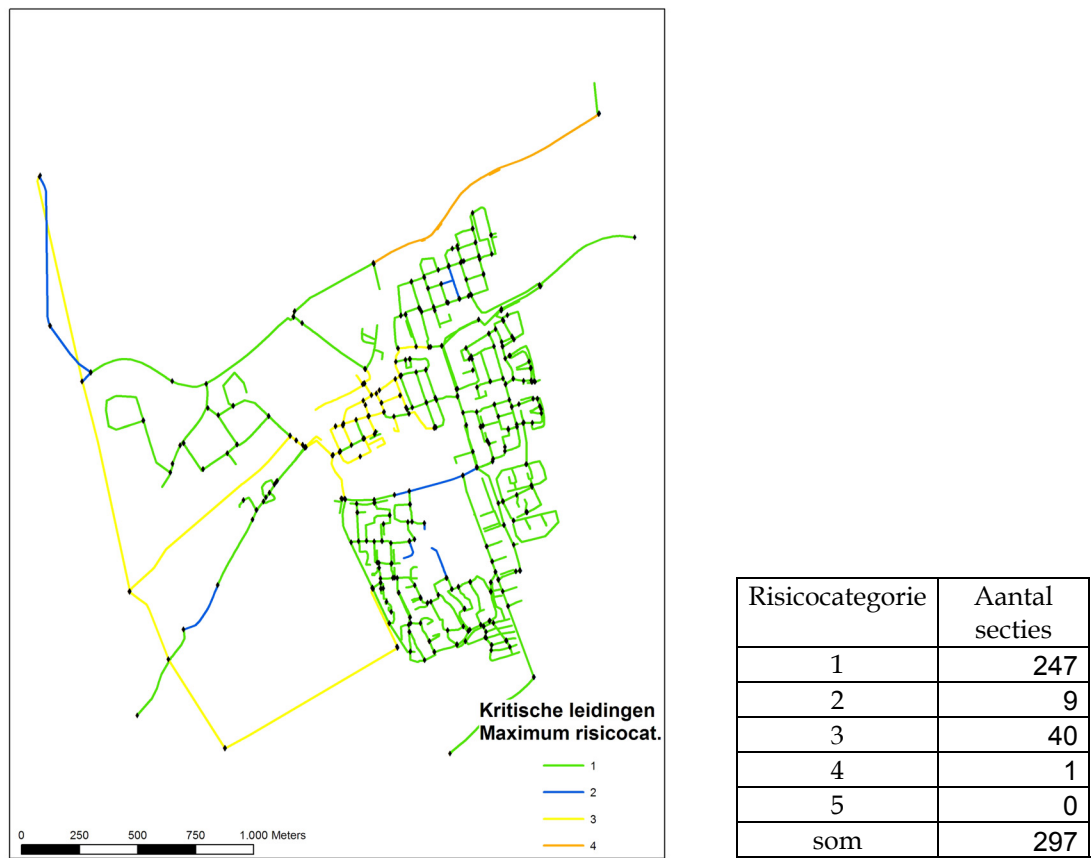 Kritische leidingen
Maximum risicocat.
1
2
3
4
0 250 500 750 1.000 Meters
Risicocategorie Aantal
secties
1 247
2 9
3 40
4 1
5 0
som 297